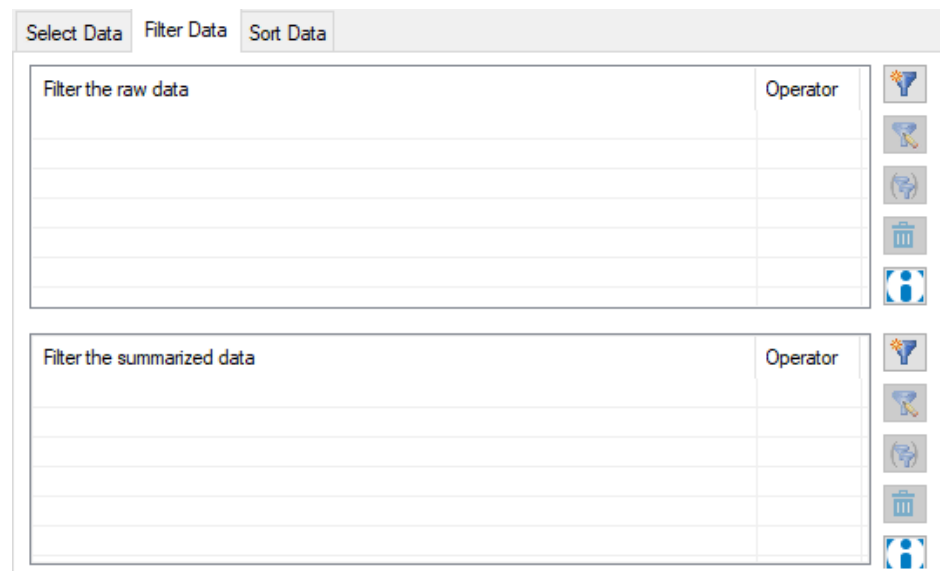 Select Data Filter Data Sort Data
Filter the raw data Operator
Filter the summarized data Operator